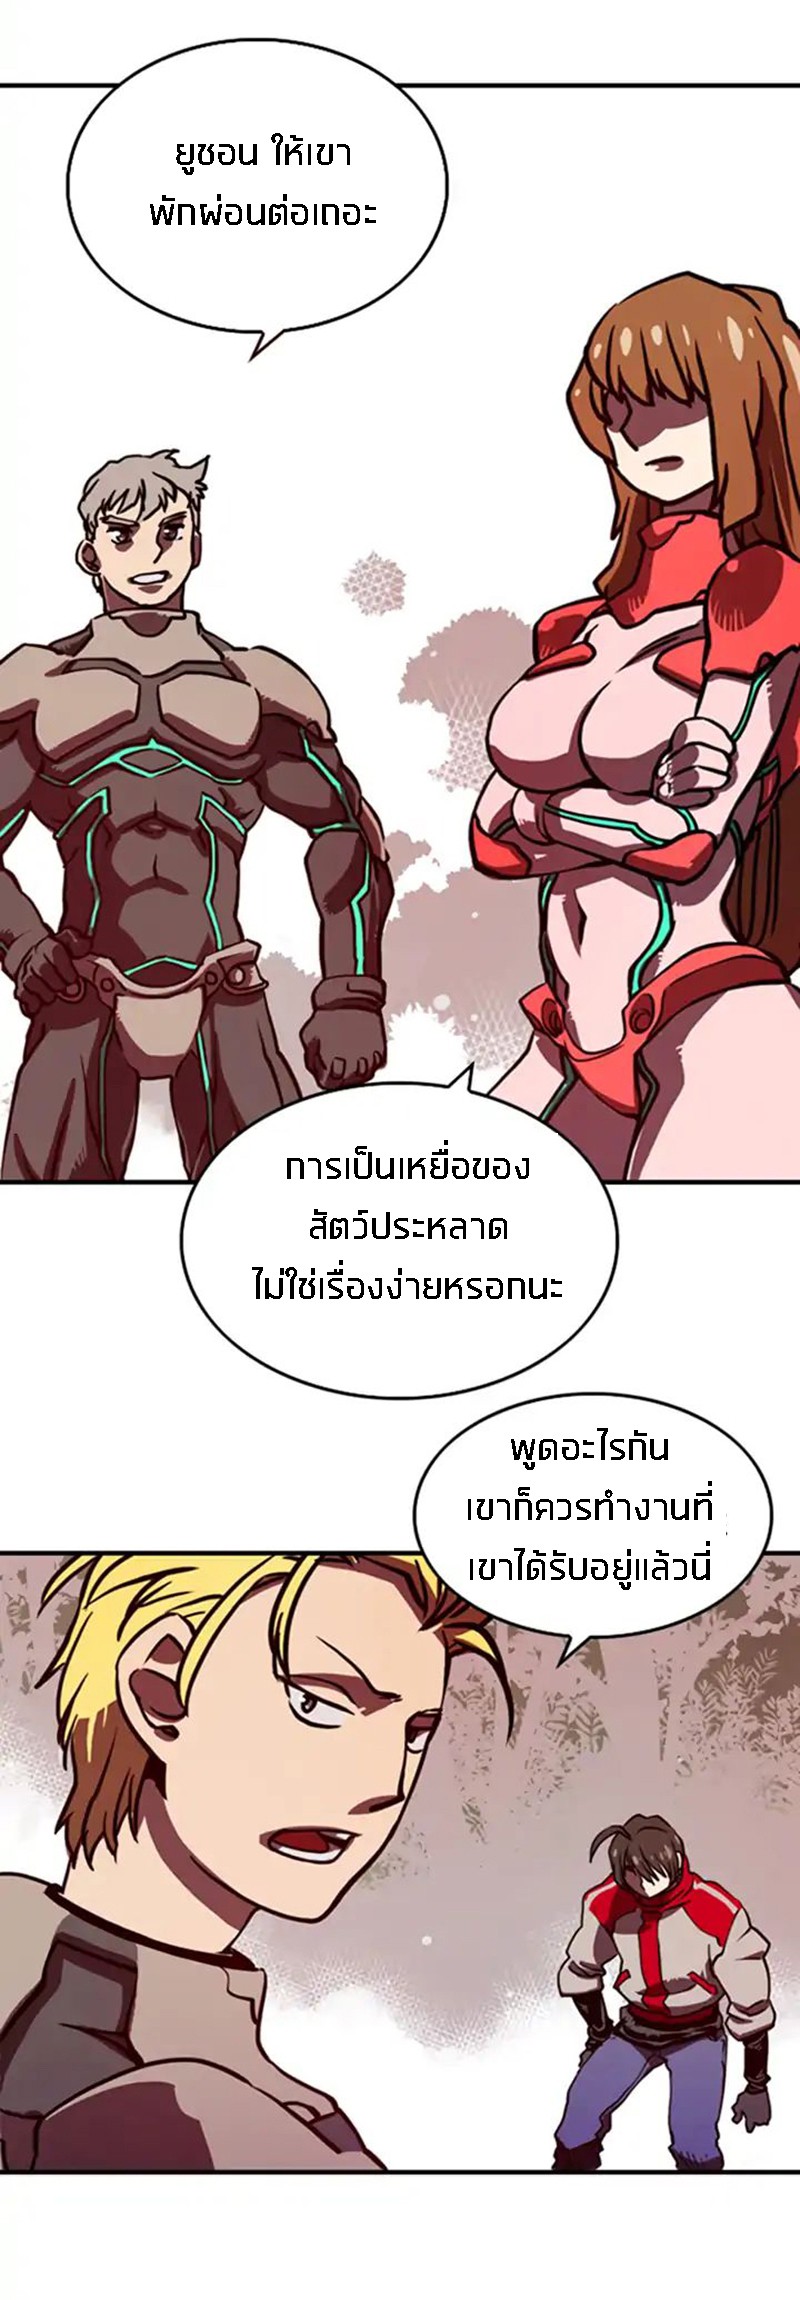 ยูชอน ให้เขา
พักผ่อนต่อเถอะ
การเป็นเหยื่อของ
สัตว์ประหลาด
ไม่ใช่เรื่องง่ายหรอกนะ
พูดอะไรกัน
เขาก็ควรทำงานที่
เขาได้รับอยู่แล้วนี่